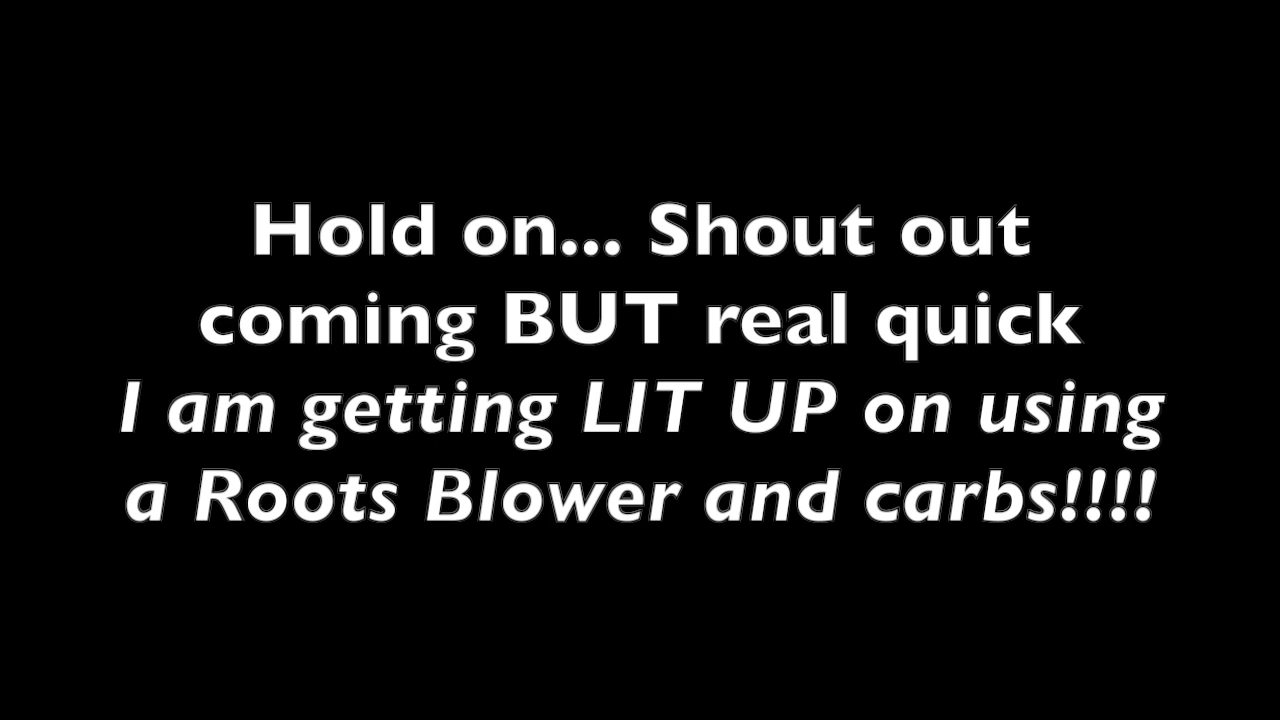 Hold on... Shout out
coming BUT real quick
I am getting LIT UP on using
a Roots Blower and carbs!!!!